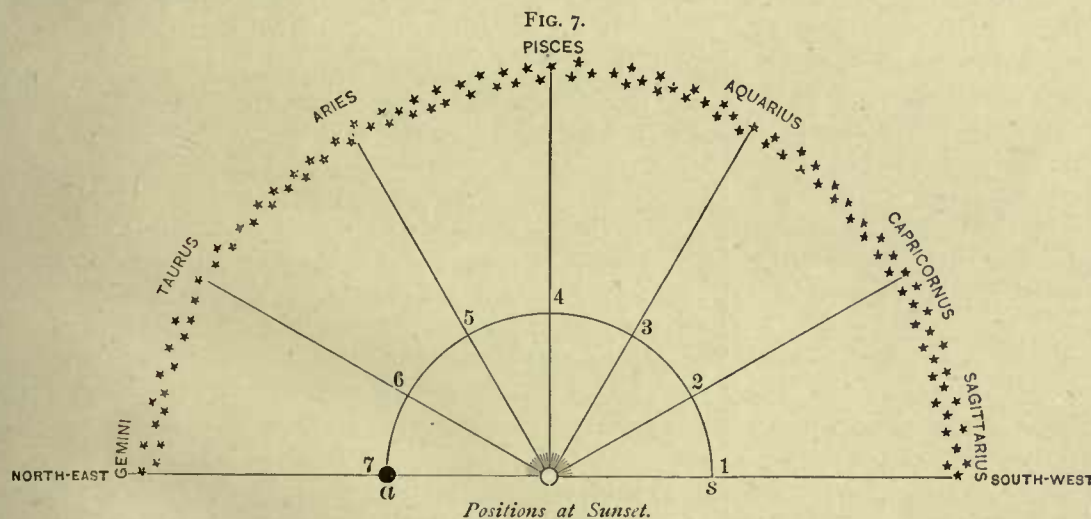 FIG. 7.
PISCES
ARIES
AQUARIUS
TAURUS
CAPRICORNUS
4
5
3
6
2
GEMINI
SAGITTARIUS
NORTH-EAST
7
1
SOUTH-WEST
a
s
Positions at Sunset.